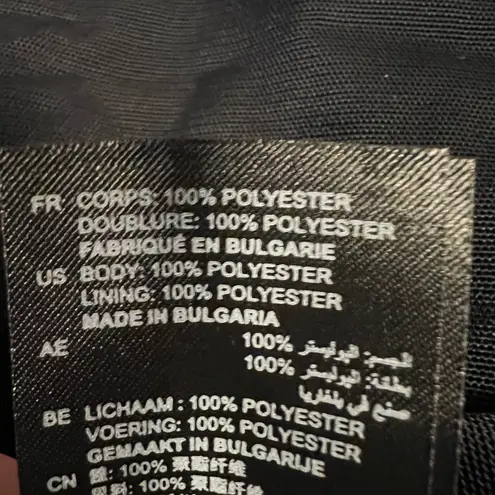 FR CORPS: 100% POLYESTER
DOUBLURE: 100% POLYESTER
FABRIQUÉ EN BULGARIE
US BODY: 100% POLYESTER
LINING: 100% POLYESTER
MADE IN BULGARIA
AE الجسم: البوليستر 100%
بطانة: البوليستر 100%
صنع في بلغاريا
BE LICHAAM : 100% POLYESTER
VOERING: 100% POLYESTER
GEMAAKT IN BULGARIJE
CN 100% 聚酯纤维
100% 聚酯纤维